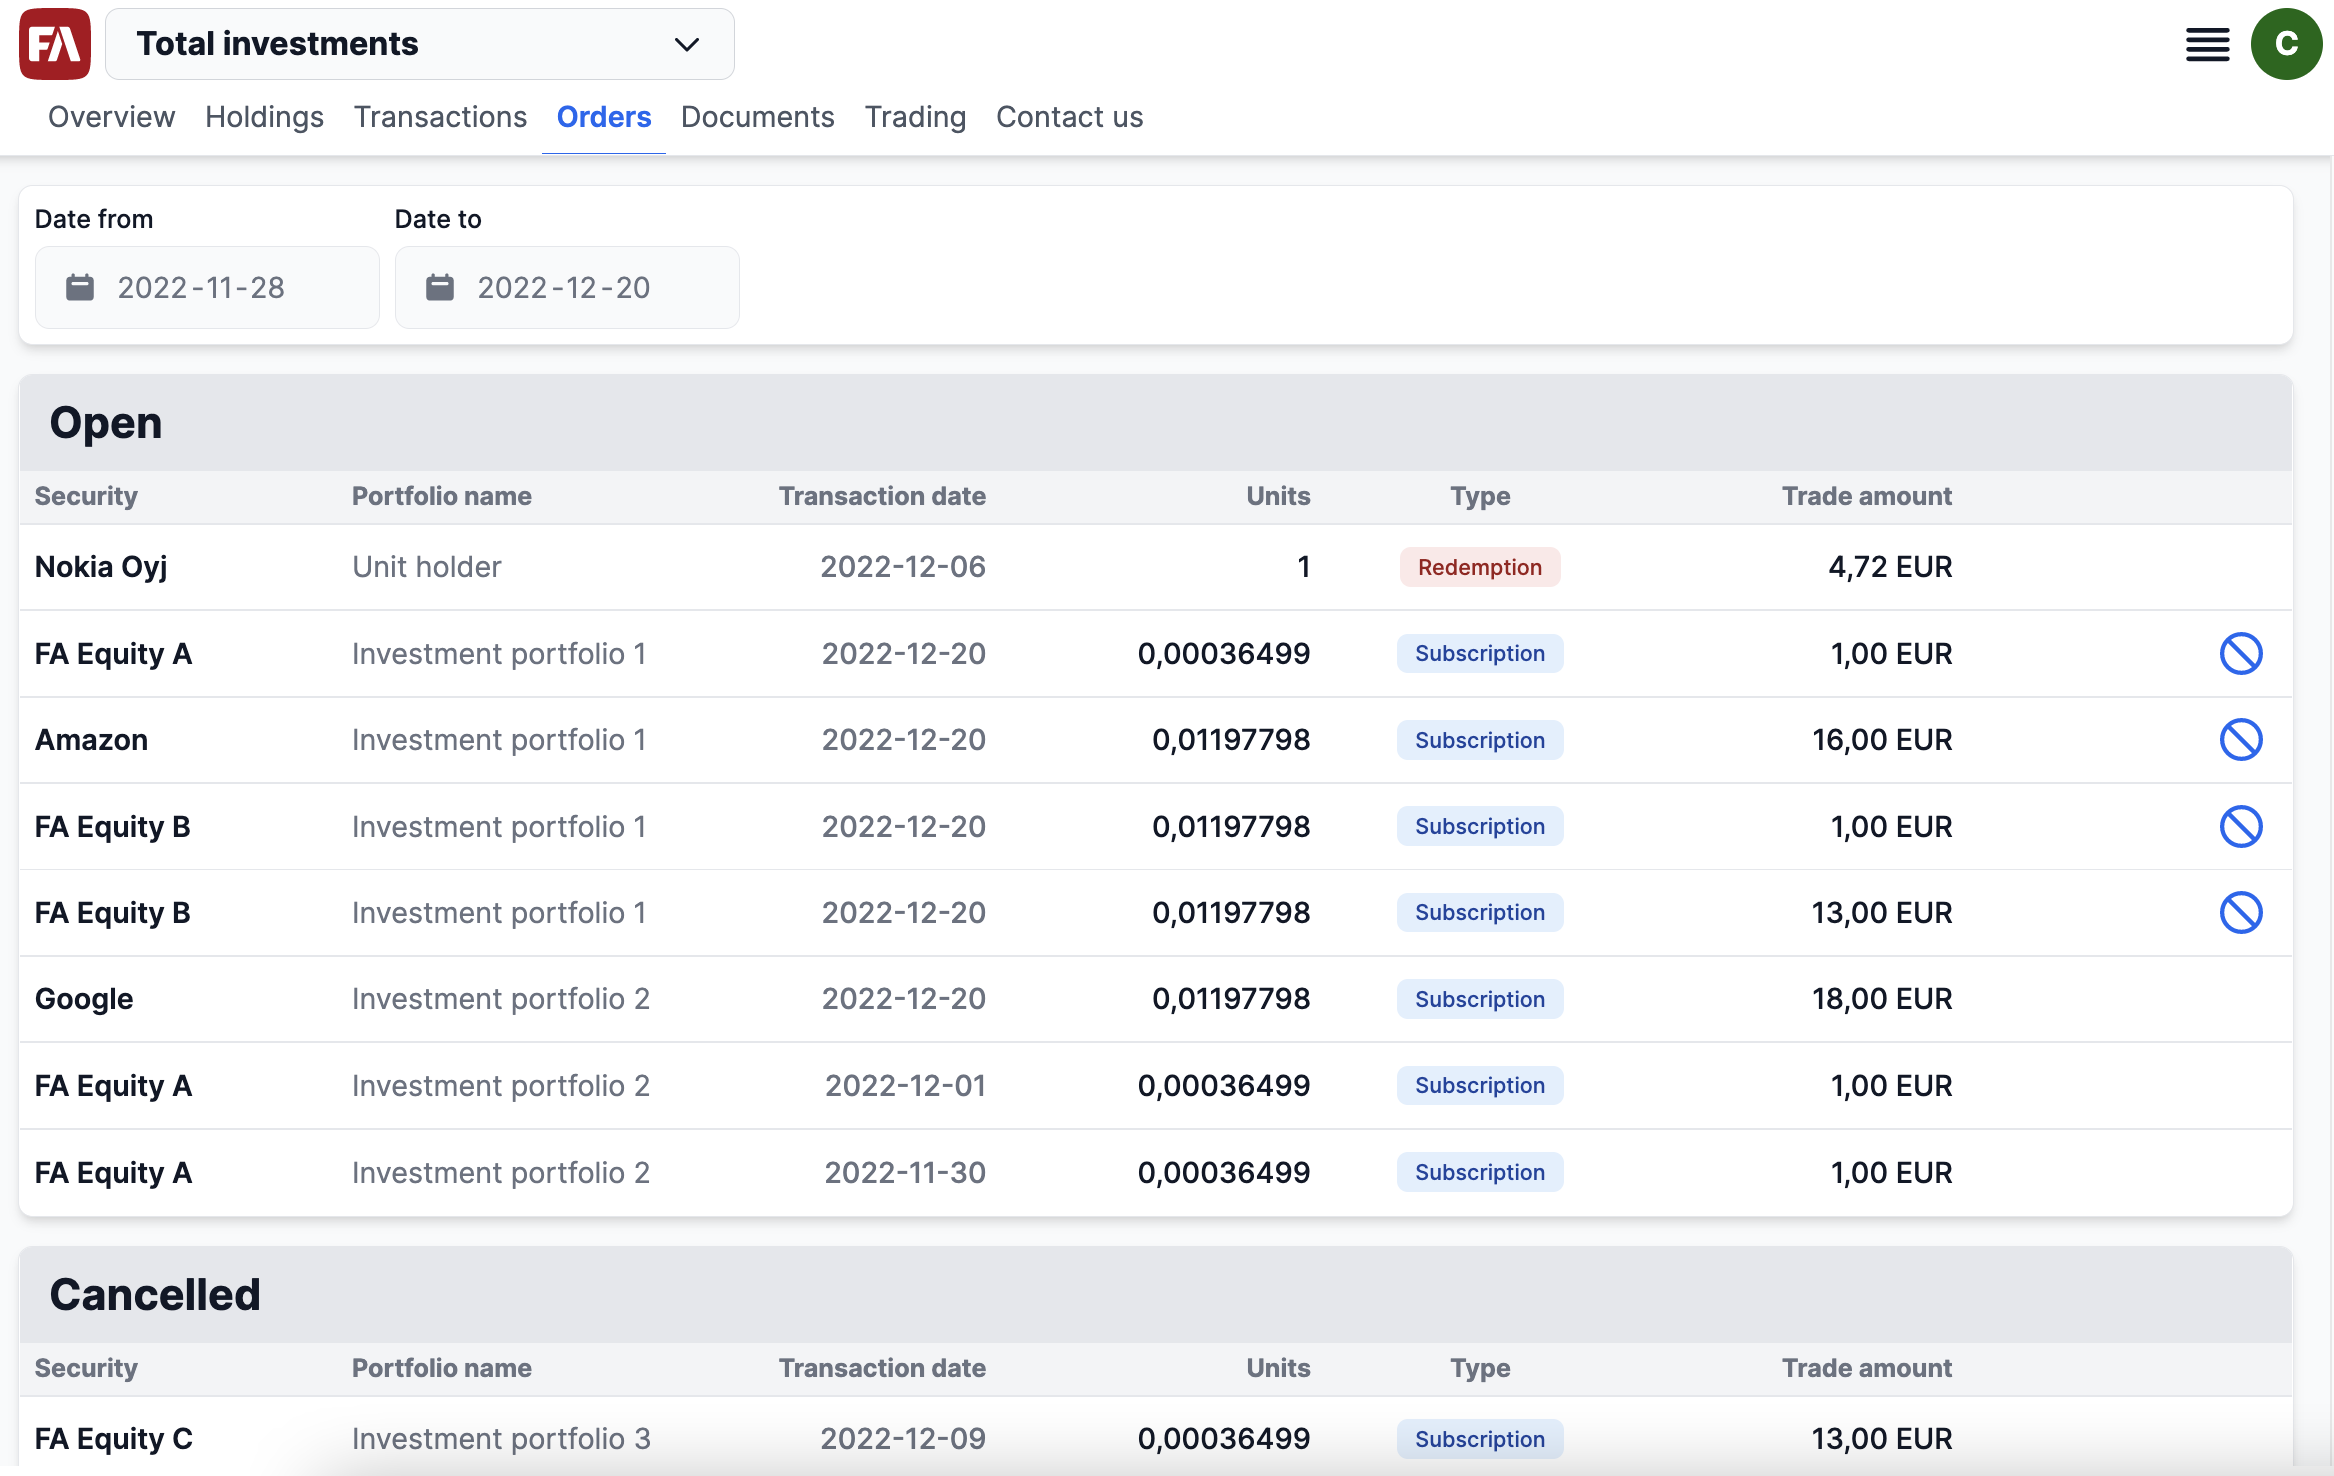 FA Total investments C
Overview Holdings Transactions Orders Documents Trading Contact us
Date from Date to
2022-11-28 2022-12-20
Open
Security Portfolio name Transaction date Units Type Trade amount
Nokia Oyj Unit holder 2022-12-06 1 Redemption 4,72 EUR
FA Equity A Investment portfolio 1 2022-12-20 0,00036499 Subscription 1,00 EUR
Amazon Investment portfolio 1 2022-12-20 0,01197798 Subscription 16,00 EUR
FA Equity B Investment portfolio 1 2022-12-20 0,01197798 Subscription 1,00 EUR
FA Equity B Investment portfolio 1 2022-12-20 0,01197798 Subscription 13,00 EUR
Google Investment portfolio 2 2022-12-20 0,01197798 Subscription 18,00 EUR
FA Equity A Investment portfolio 2 2022-12-01 0,00036499 Subscription 1,00 EUR
FA Equity A Investment portfolio 2 2022-11-30 0,00036499 Subscription 1,00 EUR
Cancelled
Security Portfolio name Transaction date Units Type Trade amount
FA Equity C Investment portfolio 3 2022-12-09 0,00036499 Subscription 13,00 EUR